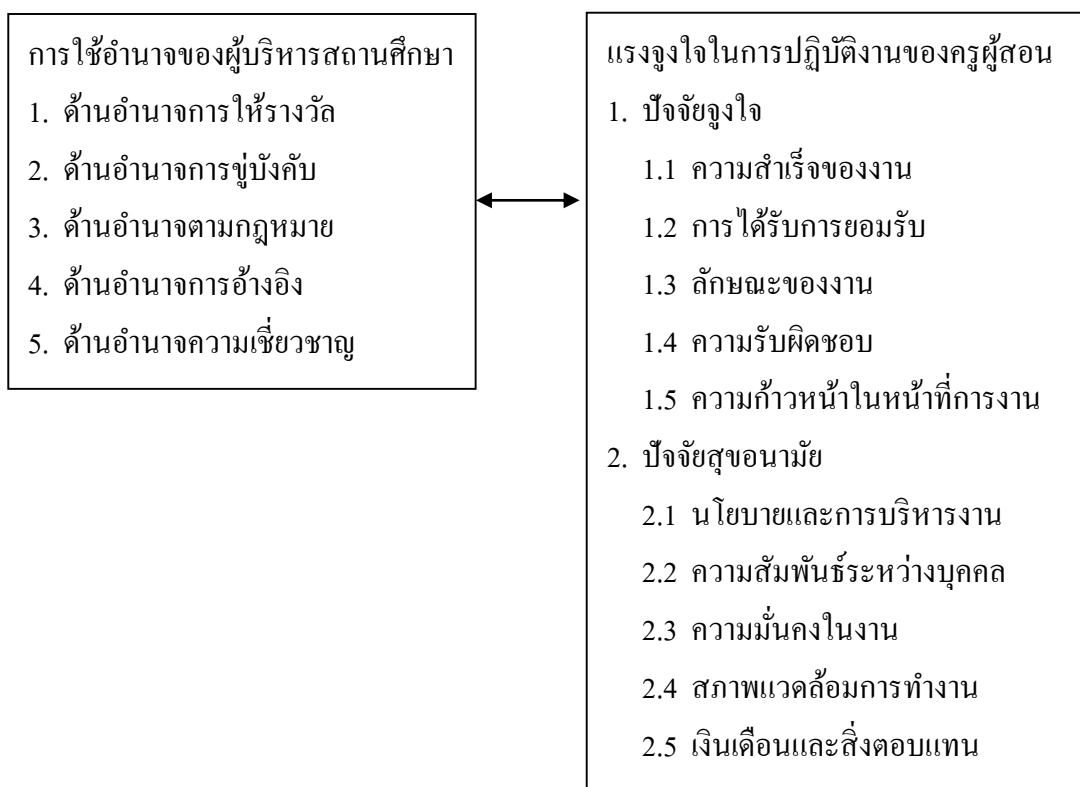 การใช้อำนาจของผู้บริหารสถานศึกษา
1. ด้านอำนาจการให้รางวัล
2. ด้านอำนาจการขู่บังคับ
3. ด้านอำนาจตามกฎหมาย
4. ด้านอำนาจการอ้างอิง
5. ด้านอำนาจความเชี่ยวชาญ
แรงจูงใจในการปฏิบัติงานของครูผู้สอน
1. ปัจจัยจูงใจ
1.1 ความสำเร็จของงาน
1.2 การได้รับการยอมรับ
1.3 ลักษณะของงาน
1.4 ความรับผิดชอบ
1.5 ความก้าวหน้าในหน้าที่การงาน
2. ปัจจัยสุขอนามัย
2.1 นโยบายและการบริหารงาน
2.2 ความสัมพันธ์ระหว่างบุคคล
2.3 ความมั่นคงในงาน
2.4 สภาพแวดล้อมการทำงาน
2.5 เงินเดือนและสิ่งตอบแทน